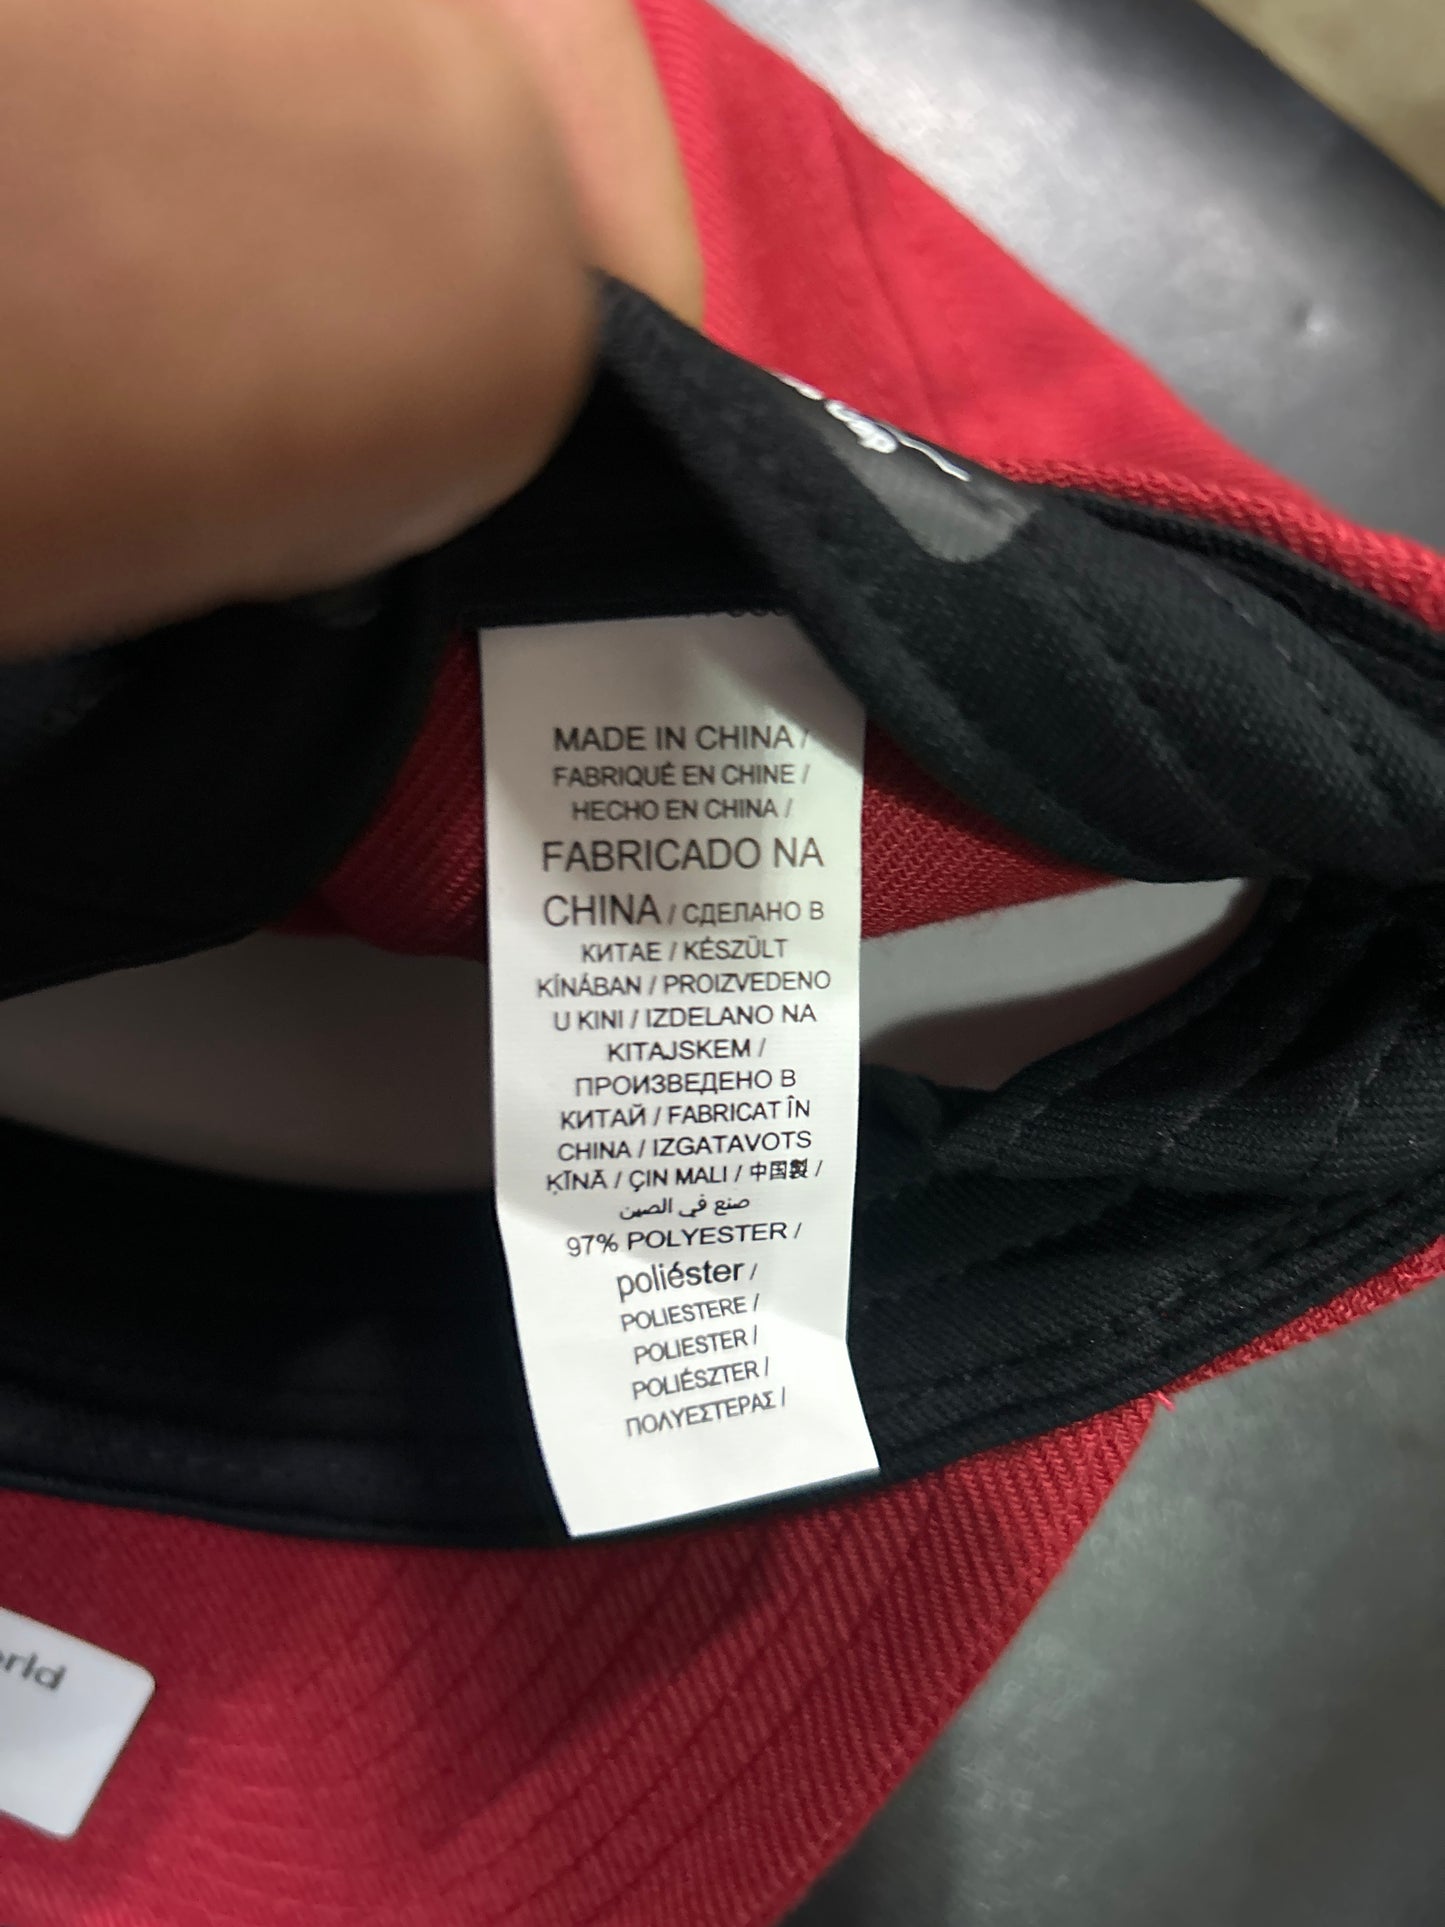 MADE IN CHINA /
FABRIQUÉ EN CHINE /
HECHO EN CHINA /
FABRICADO NA
CHINA / СДЕЛАНО В
КИТАЕ / KÉSZÜLT
KÍNÁBAN / PROIZVEDENO
U KINI / IZDELANO NA
KITAJSKEM /
ПРОИЗВЕДЕНО В
КИТАЙ / FABRICAT ÎN
CHINA / IZGATAVOTS
ĶĪNĀ / ÇIN MALI / 中国製 /
صنع في الصين
97% POLYESTER /
poliéster /
POLIESTERE /
POLIESTER /
POLIÉSZTER /
ΠΟΛΥΕΣΤΕΡΑΣ /